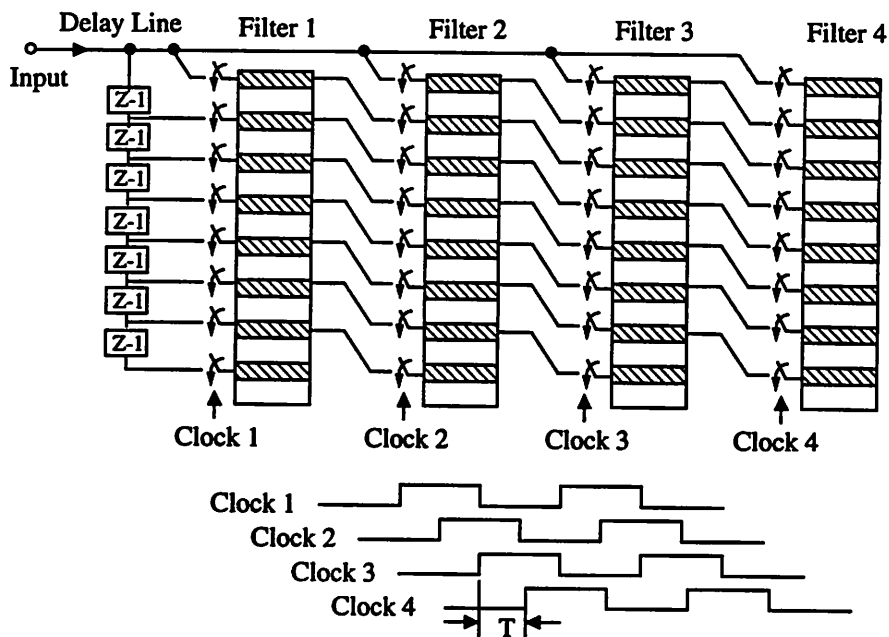 Delay Line
Filter 1
Filter 2
Filter 3
Filter 4
Input
Z-1
Z-1
Z-1
Z-1
Z-1
Z-1
Z-1
Clock 1
Clock 2
Clock 3
Clock 4
Clock 1
Clock 2
Clock 3
Clock 4
T